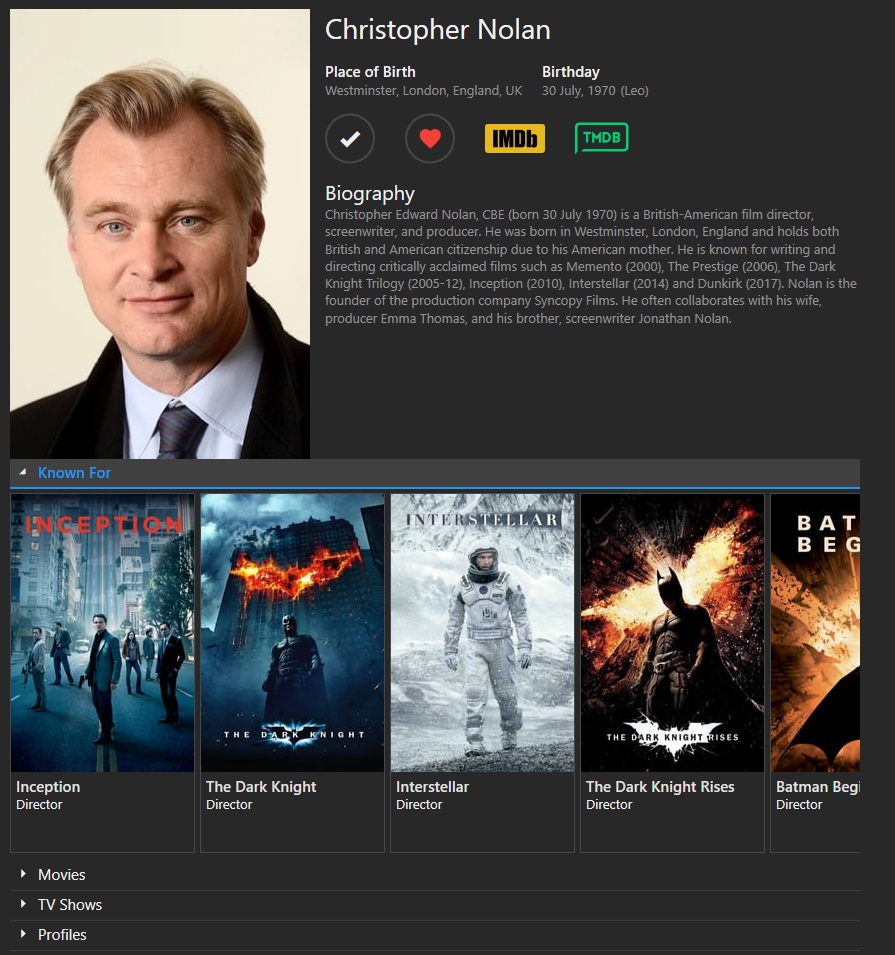 Christopher Nolan
Place of Birth
Birthday
Westminster, London, England, UK
30 July, 1970 (Leo)
IMDb
TMDB
Biography
Christopher Edward Nolan, CBE (born 30 July 1970) is a British-American film director,
screenwriter, and producer. He was born in Westminster, London, England and holds both
British and American citizenship due to his American mother. He is known for writing and
directing critically acclaimed films such as Memento (2000), The Prestige (2006), The Dark
Knight Trilogy (2005-12), Inception (2010), Interstellar (2014) and Dunkirk (2017). Nolan is the
founder of the production company Syncopy Films. He often collaborates with his wife,
producer Emma Thomas, and his brother, screenwriter Jonathan Nolan.
Known For
INCEPTION
THE DARK KNIGHT
INTERSTELLAR
THE DARK KNIGHT RISES
BAT
BEG
Inception
Director
The Dark Knight
Director
Interstellar
Director
The Dark Knight Rises
Director
Batman Begi
Director
Movies
TV Shows
Profiles